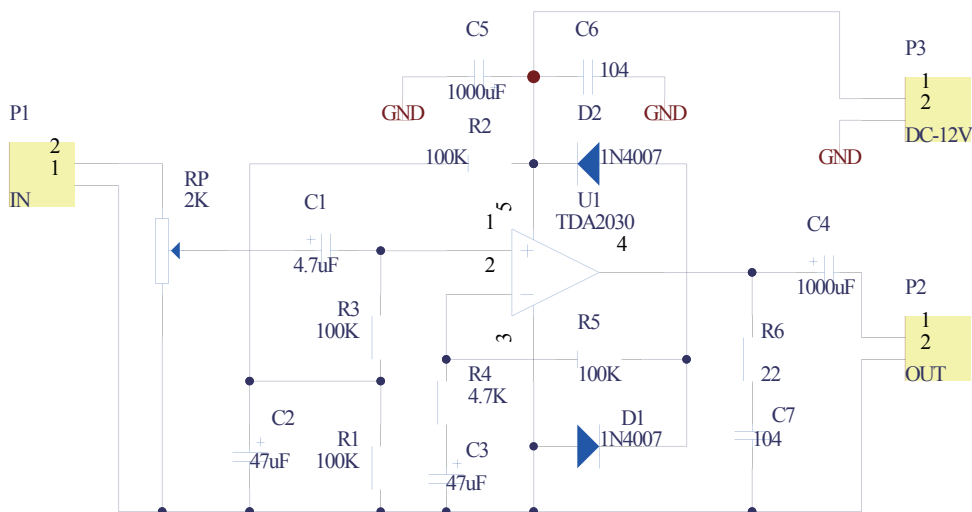 C5
C6
P3
1000uF
104
1
2
GND
GND
D2
DC-12V
GND
P1
2
1
IN
R2
100K
1N4007
RP
2K
C1
4.7uF
U1
TDA2030
5
1
2
4
3
C4
1000uF
P2
1
2
OUT
R3
100K
R5
100K
R6
22
R4
4.7K
C2
47uF
R1
100K
C3
47uF
D1
1N4007
C7
104